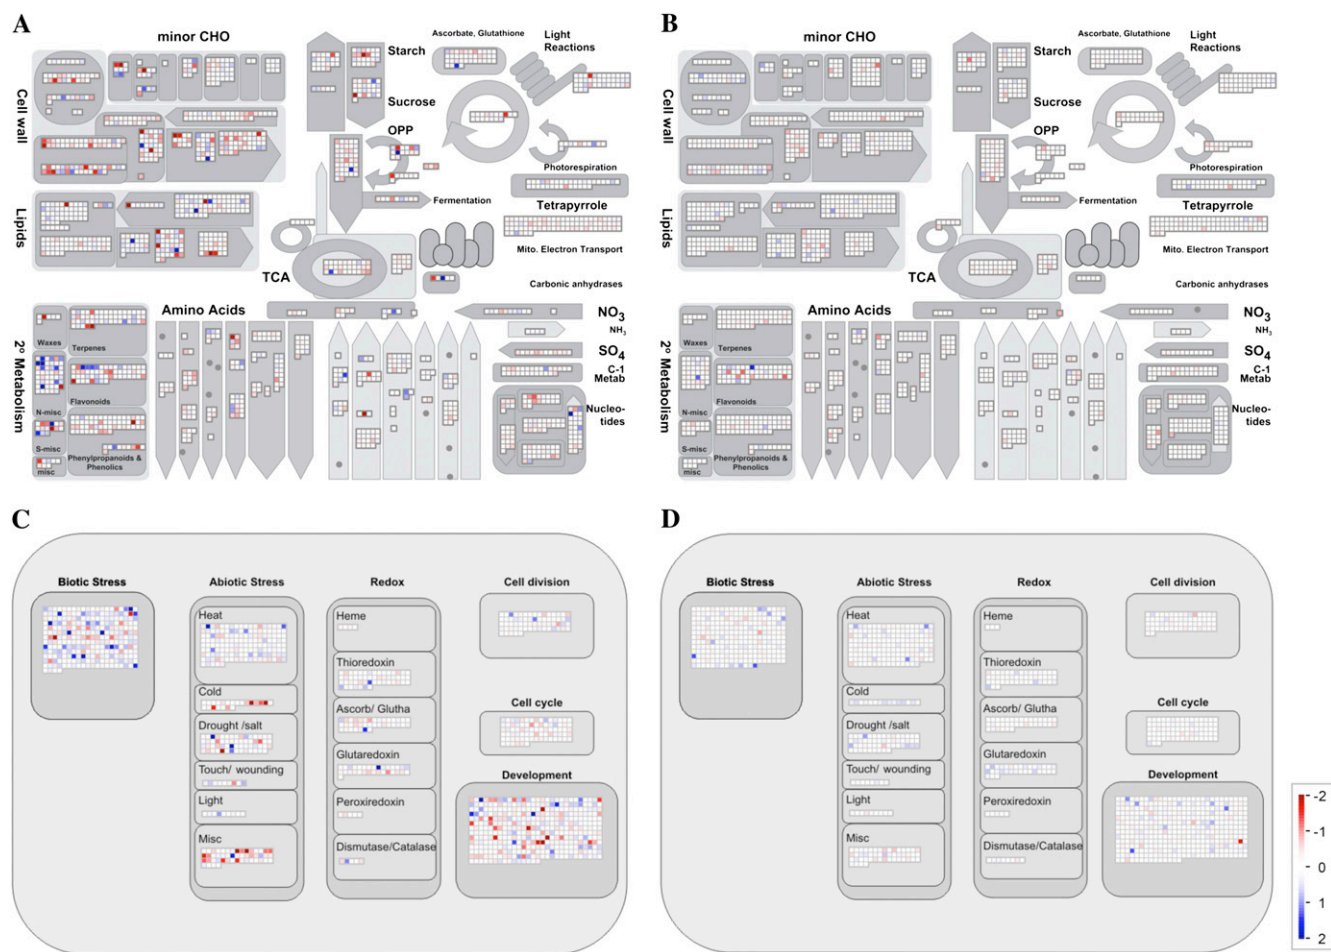 A
minor CHO
Cell wall
Lipids
2° Metabolism
Starch
Sucrose
OPP
Ascorbate, Glutathione
Light
Reactions
Photorespiration
Tetrapyrrole
Fermentation
Mito. Electron Transport
TCA
Carbonic anhydrases
Amino Acids
NO3
NH3
SO4
C-1
Metab
Nucleo-
tides
Waxes
Terpenes
N-misc
Flavonoids
S-misc
misc
Phenylpropanoids &
Phenolics
B
minor CHO
Cell wall
Lipids
2° Metabolism
Starch
Sucrose
OPP
Ascorbate, Glutathione
Light
Reactions
Photorespiration
Tetrapyrrole
Fermentation
Mito. Electron Transport
TCA
Carbonic anhydrases
Amino Acids
NO3
NH3
SO4
C-1
Metab
Nucleo-
tides
Waxes
Terpenes
N-misc
Flavonoids
S-misc
misc
Phenylpropanoids &
Phenolics
C
Biotic Stress
Abiotic Stress
Heat
Cold
Drought /salt
Touch/ wounding
Light
Misc
Redox
Heme
Thioredoxin
Ascorb/ Glutha
Glutaredoxin
Peroxiredoxin
Dismutase/Catalase
Cell division
Cell cycle
Development
D
Biotic Stress
Abiotic Stress
Heat
Cold
Drought /salt
Touch/ wounding
Light
Misc
Redox
Heme
Thioredoxin
Ascorb/ Glutha
Glutaredoxin
Peroxiredoxin
Dismutase/Catalase
Cell division
Cell cycle
Development
-2
-1
0
1
2